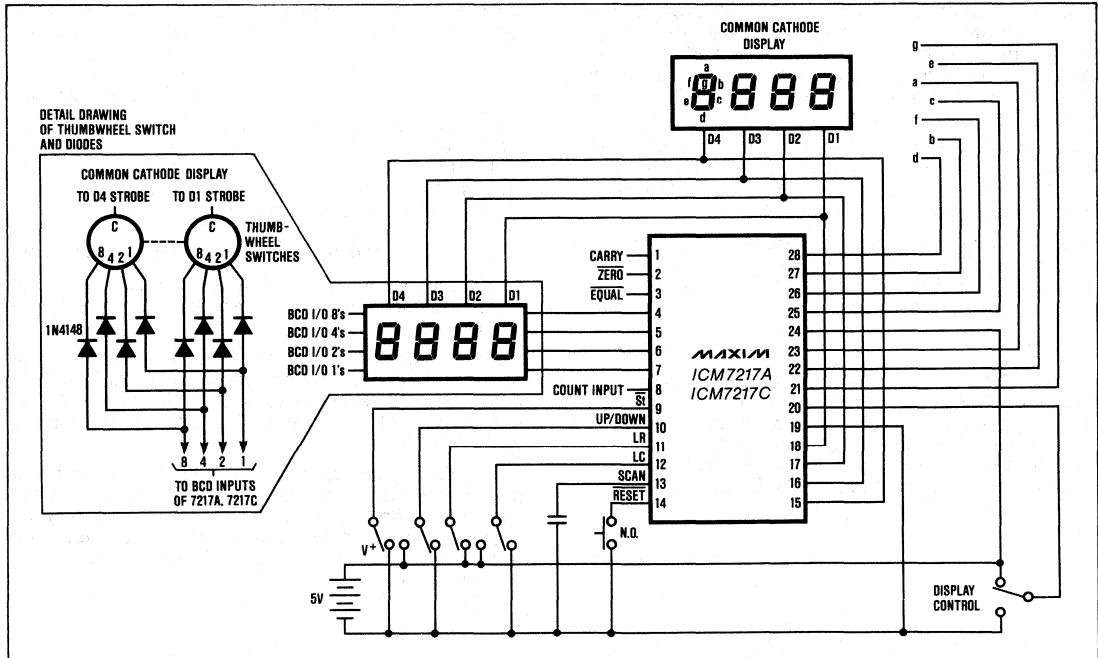 COMMON CATHODE
DISPLAY
a
f g b
e c
d
D4 D3 D2 D1
g
e
a
c
f
b
d
DETAIL DRAWING
OF THUMBWHEEL SWITCH
AND DIODES
COMMON CATHODE DISPLAY
TO D4 STROBE TO D1 STROBE
C C
THUMB-
WHEEL
SWITCHES
8 4 2 1 8 4 2 1
1N4148
8 4 2 1
TO BCD INPUTS
OF 7217A, 7217C
D4 D3 D2 D1
BCD I/O 8's
BCD I/O 4's
BCD I/O 2's
BCD I/O 1's
8888
CARRY 1
ZERO 2
EQUAL 3
4
5
6
7
COUNT INPUT 8
St 9
UP/DOWN 10
LR 11
LC 12
SCAN 13
RESET 14
MAXIM
ICM7217A
ICM7217C
28
27
26
25
24
23
22
21
20
19
18
17
16
15
V+
N.O.
5V
DISPLAY
CONTROL